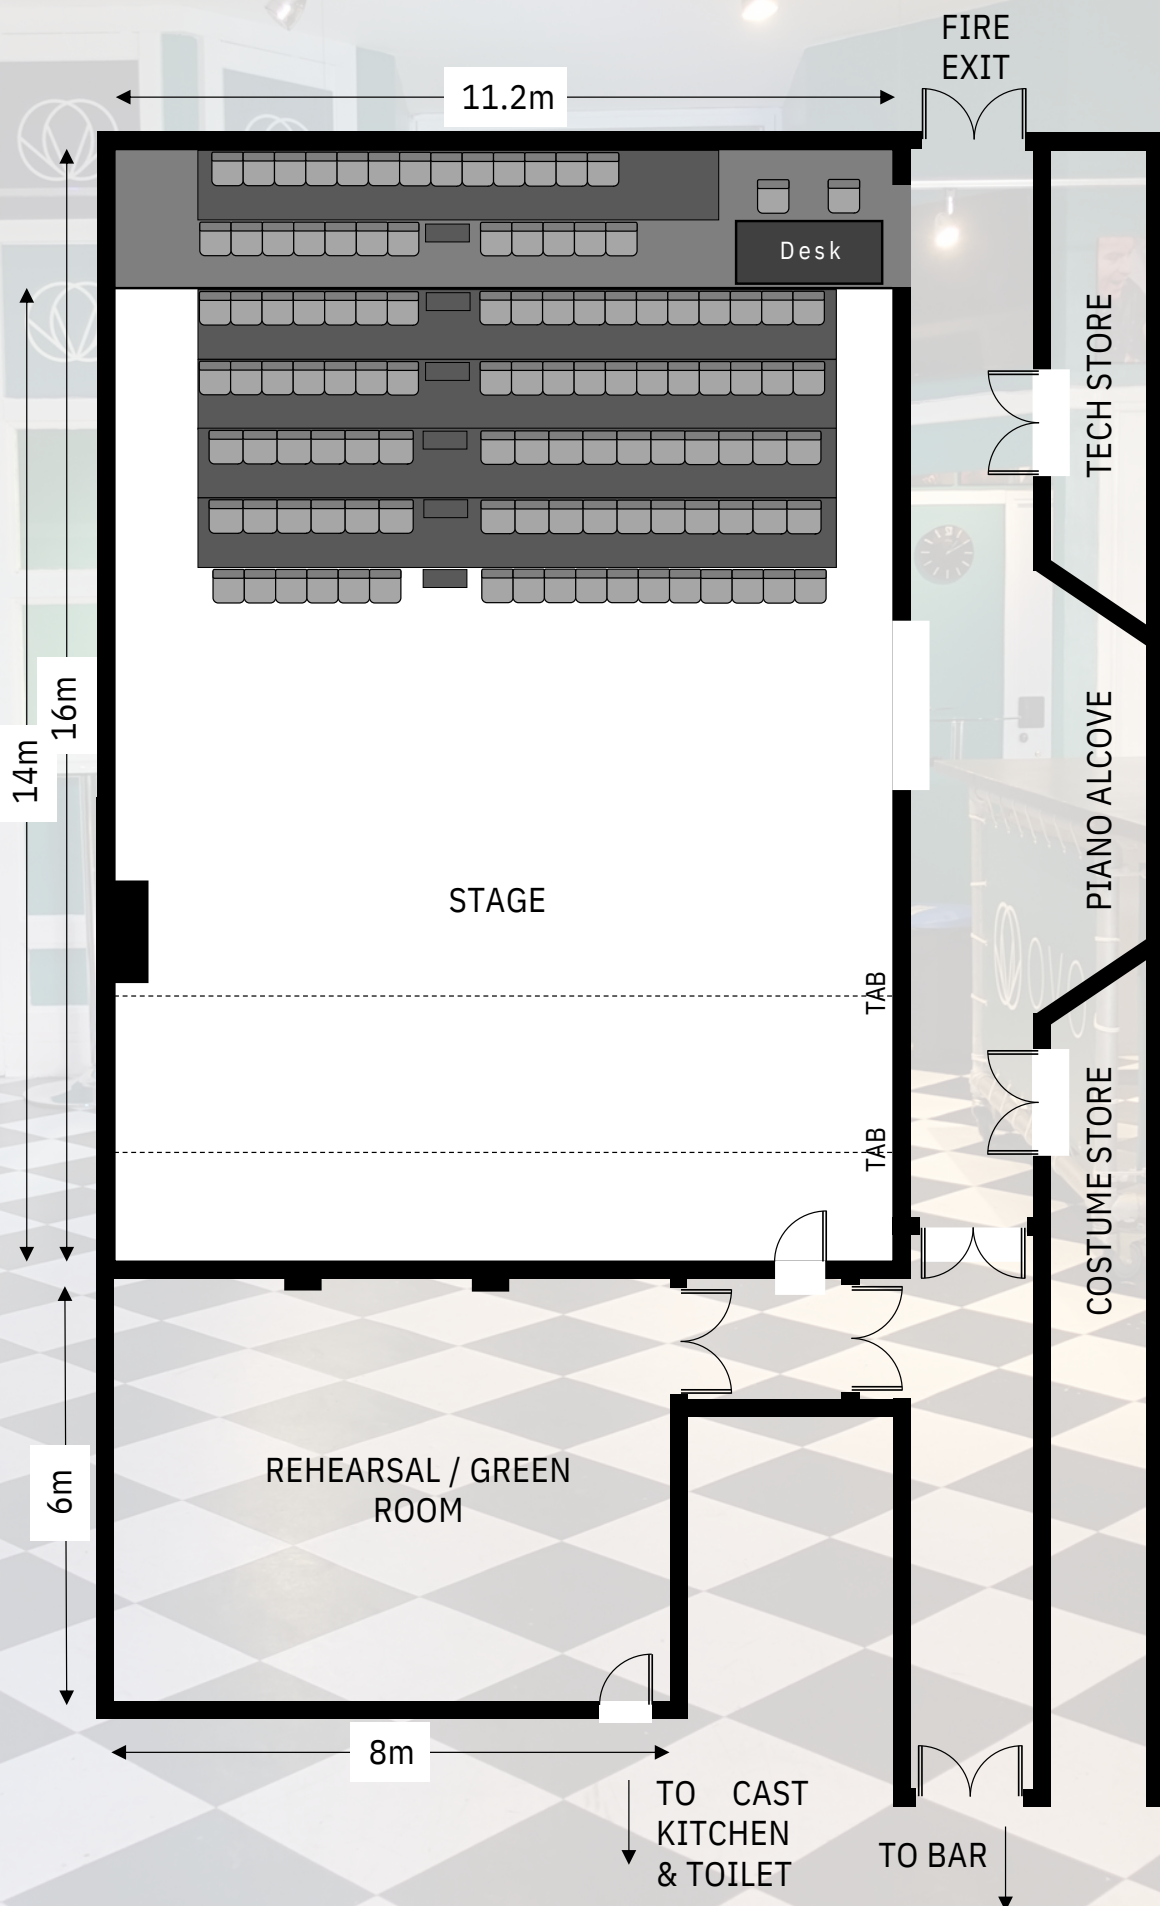 FIRE
EXIT
11.2m
Desk
TECH STORE
16m
14m
PIANO ALCOVE
STAGE
TAB
TAB
COSTUME STORE
REHEARSAL / GREEN
ROOM
6m
8m
TO CAST
KITCHEN
& TOILET
TO BAR
OVO